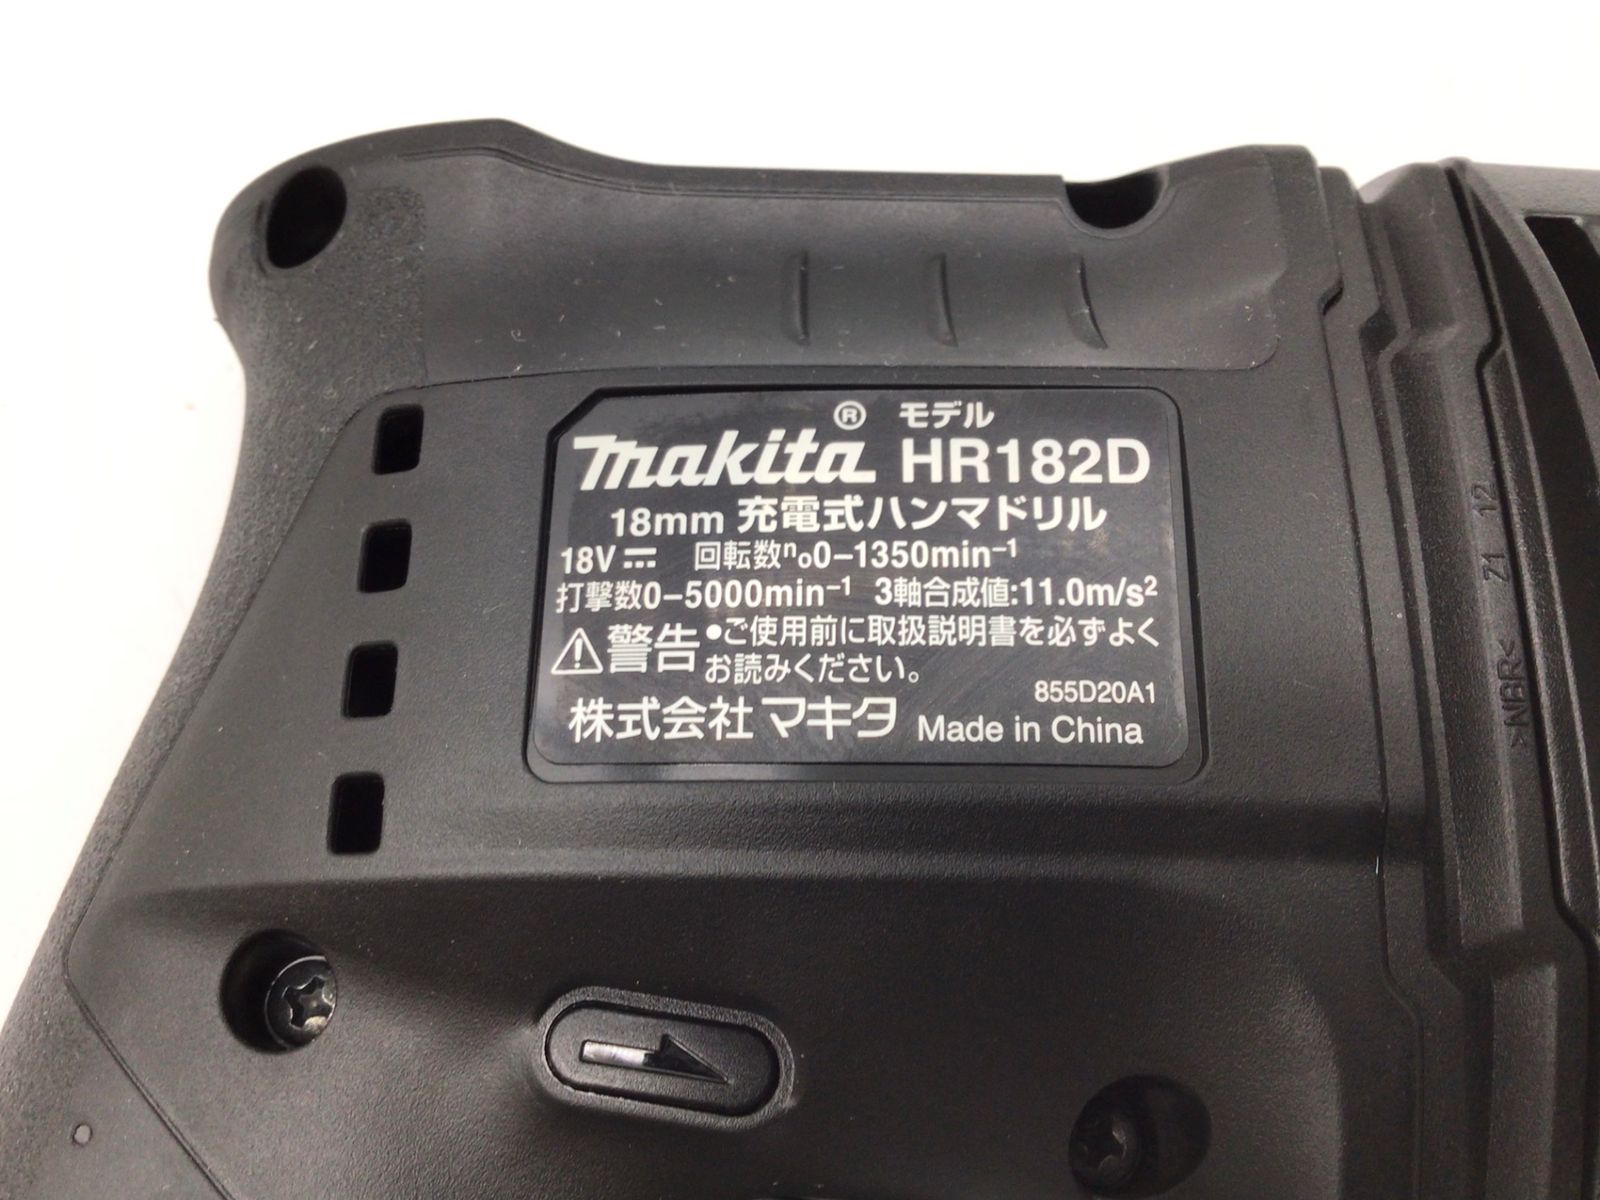 makita® モデル HR182D
18mm 充電式ハンマドリル
18V 回転数n₀0-1350min⁻¹
打撃数0-5000min⁻¹ 3軸合成値:11.0m/s²
警告 •ご使用前に取扱説明書を必ずよく
お読みください。
855D20A1
株式会社マキタ Made in China
>NBR< Z1 12